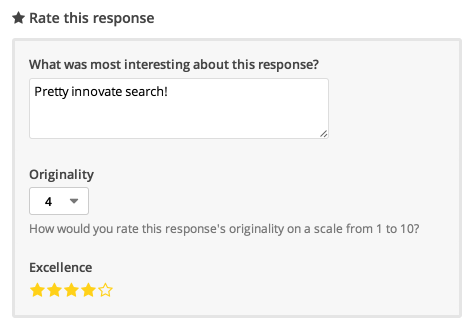 Rate this response
What was most interesting about this response?
Pretty innovate search!
Originality
4
How would you rate this response's originality on a scale from 1 to 10?
Excellence